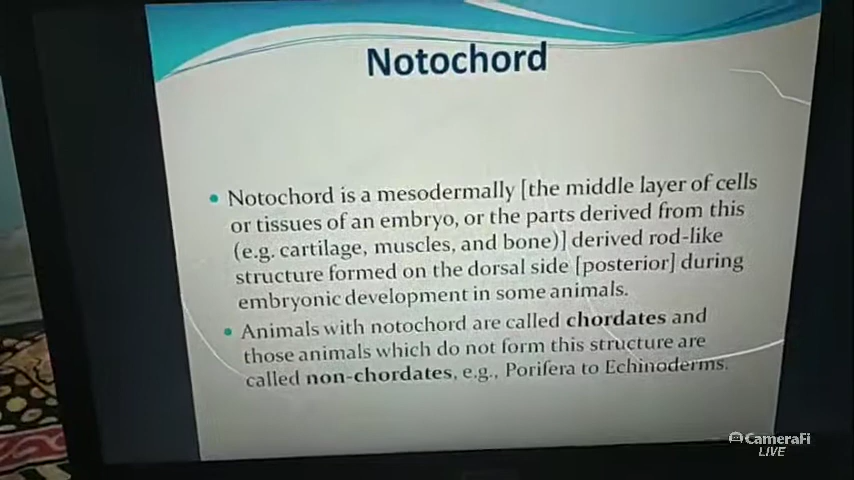 Notochord
• Notochord is a mesodermally [the middle layer of cells
or tissues of an embryo, or the parts derived from this
(e.g. cartilage, muscles, and bone)] derived rod-like
structure formed on the dorsal side [posterior] during
embryonic development in some animals.
• Animals with notochord are called chordates and
those animals which do not form this structure are
called non-chordates, e.g., Porifera to Echinoderms.
CameraFi
LIVE